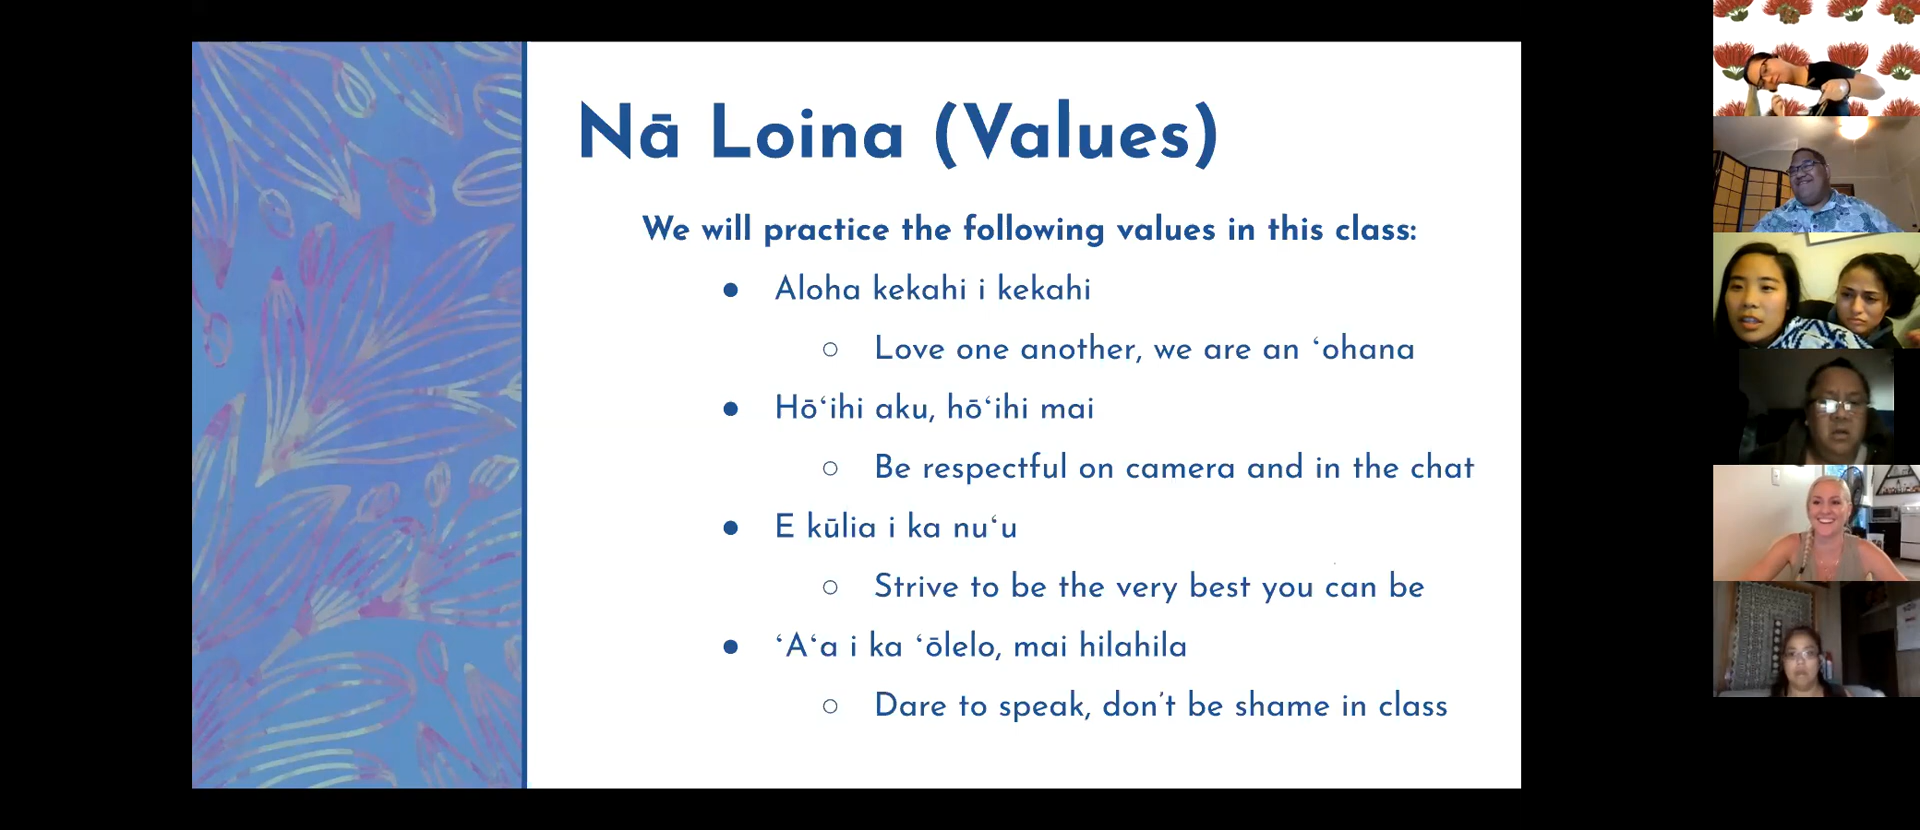 Nā Loina (Values)
We will practice the following values in this class:
● Aloha kekahi i kekahi
○ Love one another, we are an ʻohana
● Hōʻihi aku, hōʻihi mai
○ Be respectful on camera and in the chat
● E kūlia i ka nuʻu
○ Strive to be the very best you can be
● ʻAʻa i ka ʻōlelo, mai hilahila
○ Dare to speak, don't be shame in class